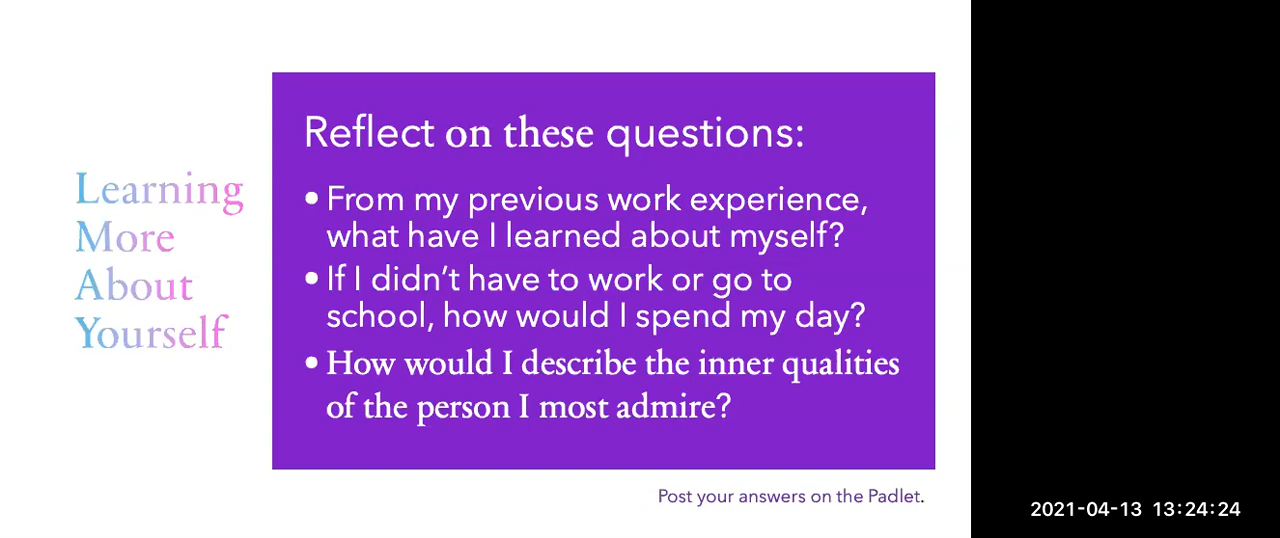 Learning
More
About
Yourself
Reflect on these questions:
• From my previous work experience,
what have I learned about myself?
• If I didn’t have to work or go to
school, how would I spend my day?
• How would I describe the inner qualities
of the person I most admire?
Post your answers on the Padlet.
2021-04-13 13:24:24